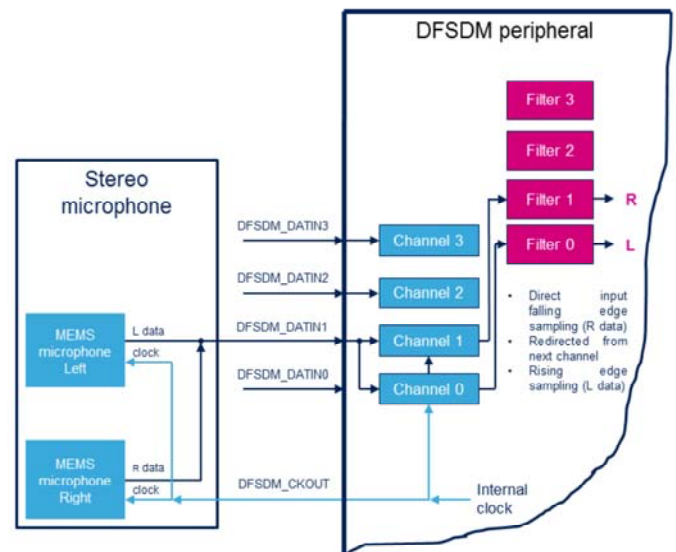 DFSDM peripheral
Filter 3
Filter 2
Filter 1
R
Filter 0
L
Stereo
microphone
DFSDM_DATIN3
Channel 3
DFSDM_DATIN2
Channel 2
DFSDM_DATIN1
Channel 1
DFSDM_DATIN0
Channel 0
• Direct input
falling edge
sampling (R data)
• Redirected from
next channel
• Rising edge
sampling (L data)
MEMS
microphone
Left
L data
clock
MEMS
microphone
Right
R data
clock
DFSDM_CKOUT
Internal
clock